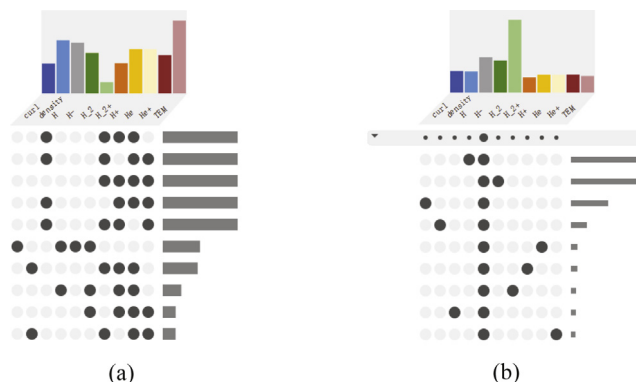 curl density H H- H_2 H_2+ H+ He He+ TEM
curl density H H- H_2 H_2+ H+ He He+ TEM
(a)
(b)